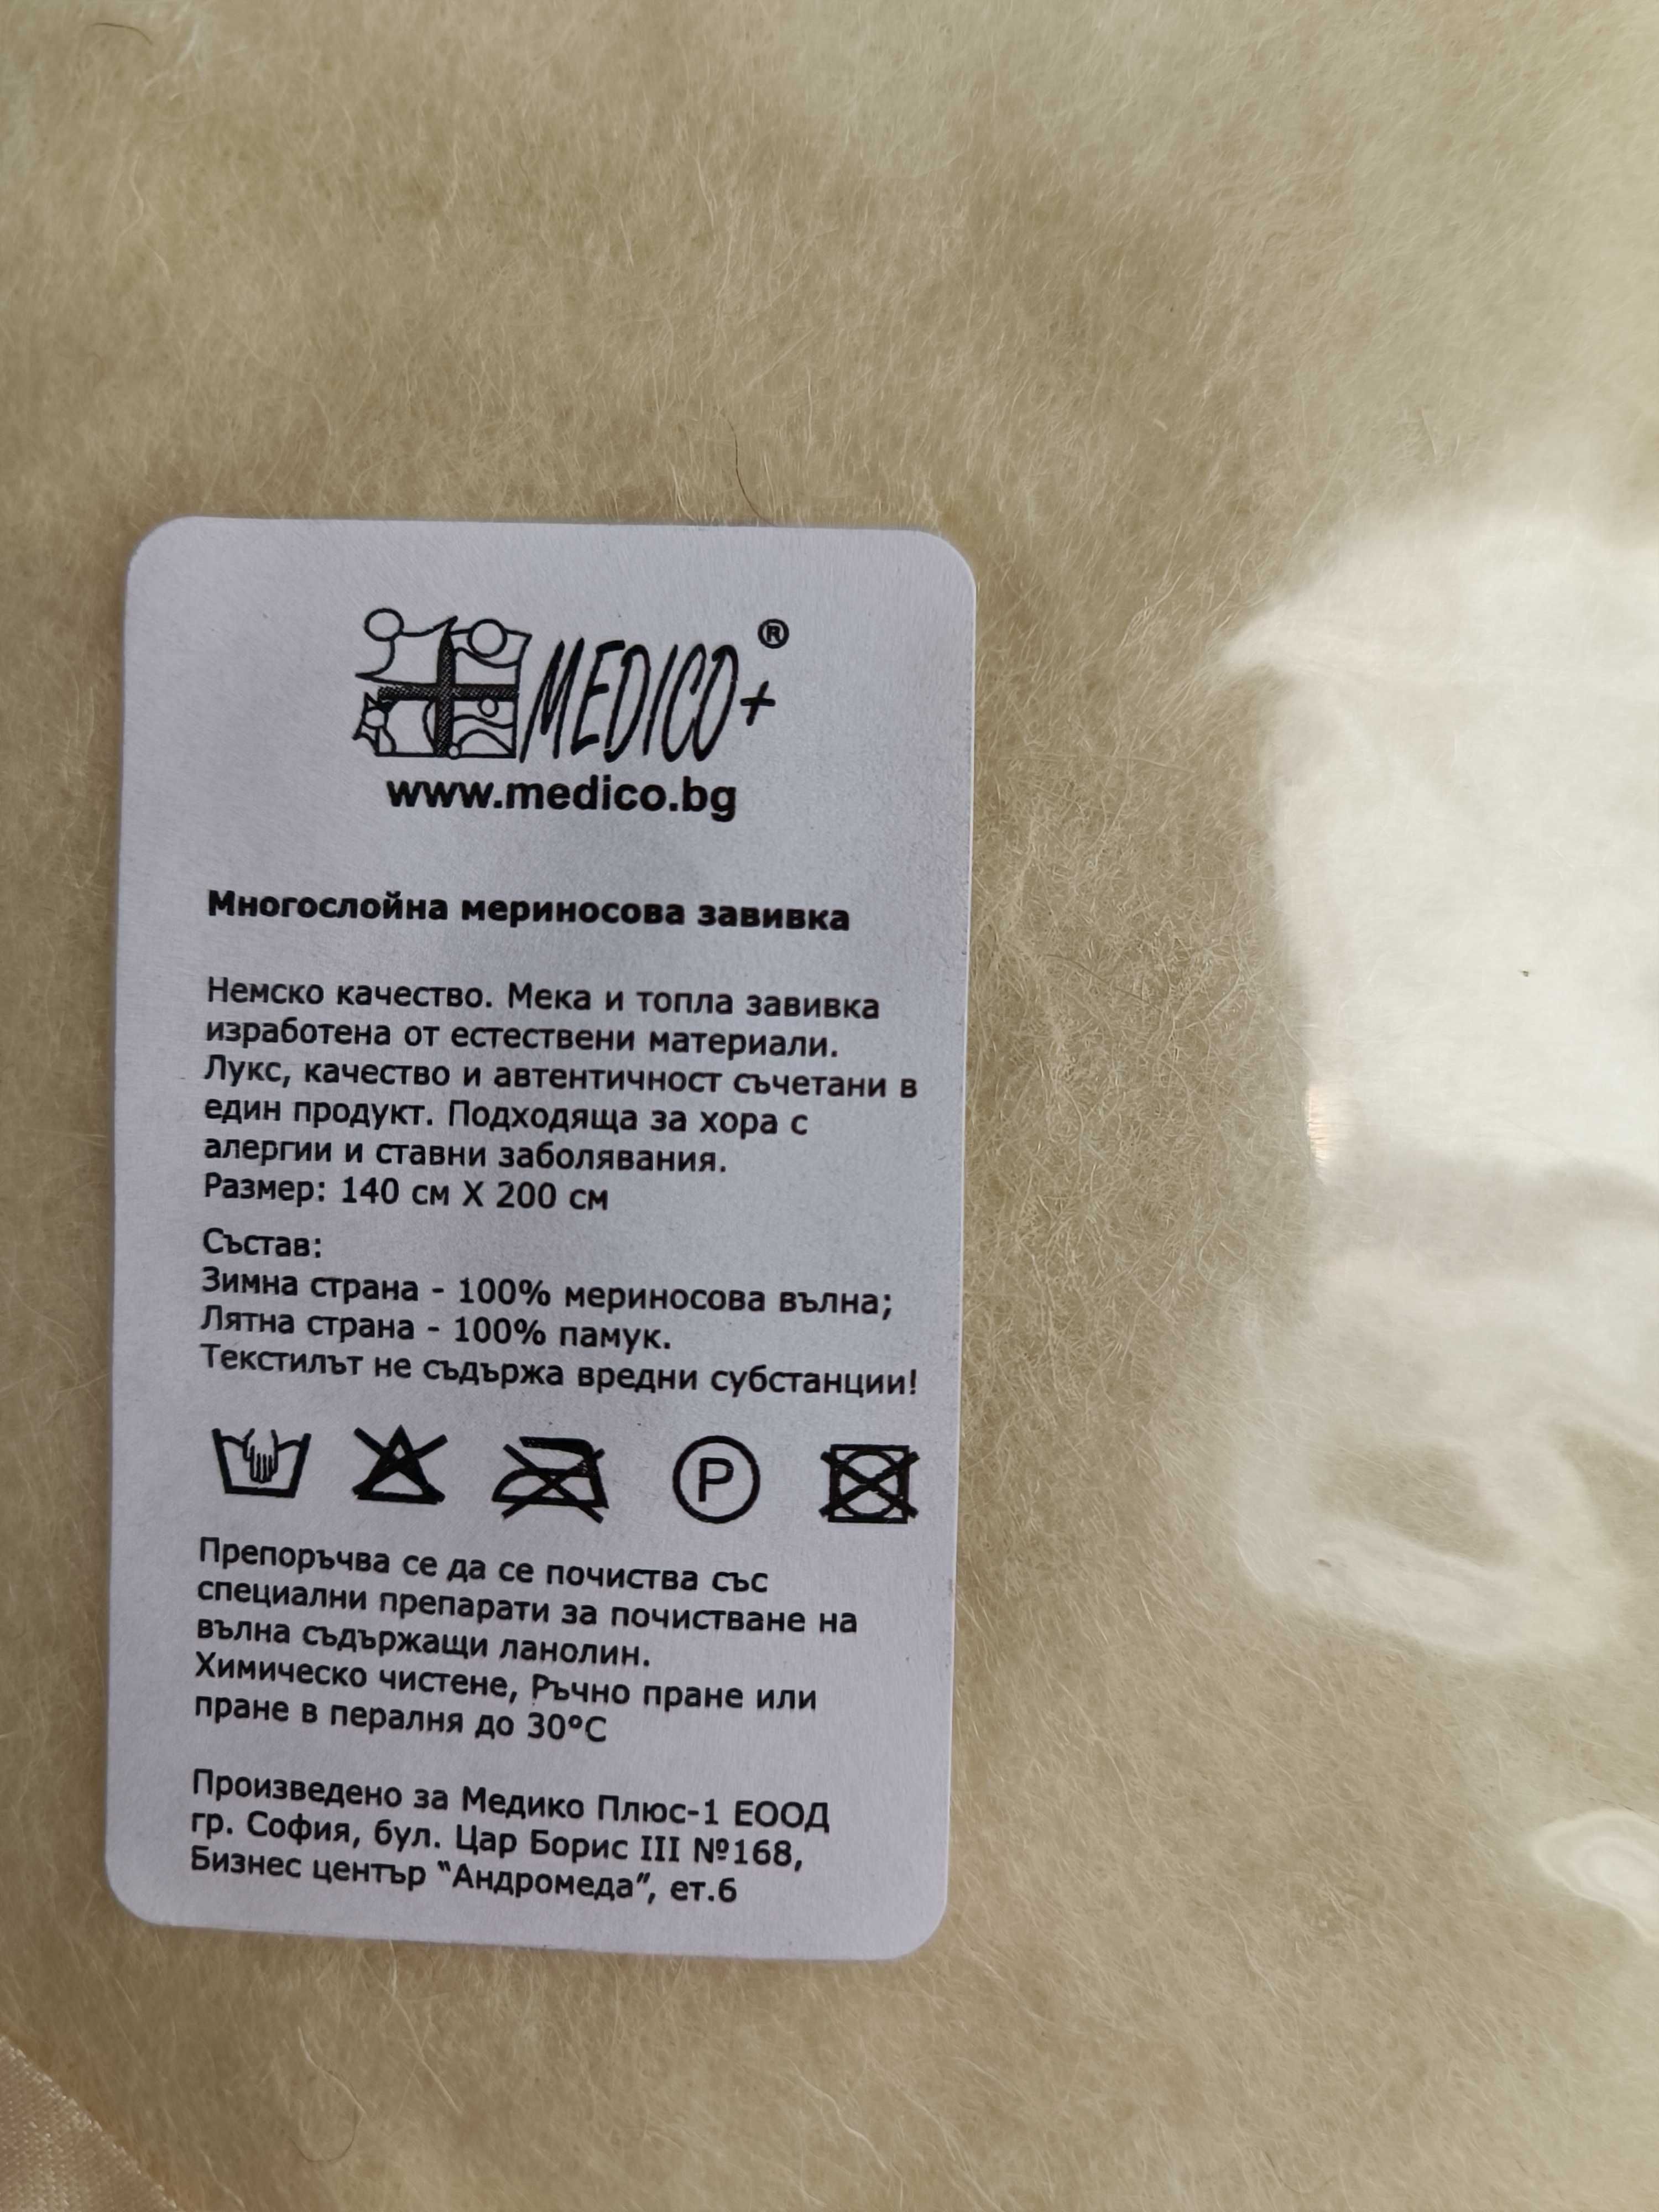 MEDICO+®
www.medico.bg
Многослойна мериносова завивка
Немско качество. Мека и топла завивка
изработена от естествени материали.
Лукс, качество и автентичност съчетани в
един продукт. Подходяща за хора с
алергии и ставни заболявания.
Размер: 140 см X 200 см
Състав:
Зимна страна - 100% мериносова вълна;
Лятна страна - 100% памук.
Текстилът не съдържа вредни субстанции!
P
Препоръчва се да се почиства със
специални препарати за почистване на
вълна съдържащи ланолин.
Химическо чистене, Ръчно пране или
пране в пералня до 30°C
Произведено за Медико Плюс-1 ЕООД
гр. София, бул. Цар Борис III №168,
Бизнес център “Андромеда”, ет.6